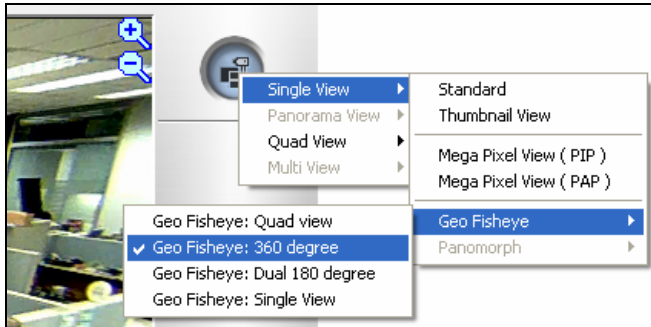 Single View
Panorama View
Quad View
Multi View
Standard
Thumbnail View
Mega Pixel View ( PIP )
Mega Pixel View ( PAP )
Geo Fisheye
Panomorph
Geo Fisheye: Quad view
Geo Fisheye: 360 degree
Geo Fisheye: Dual 180 degree
Geo Fisheye: Single View